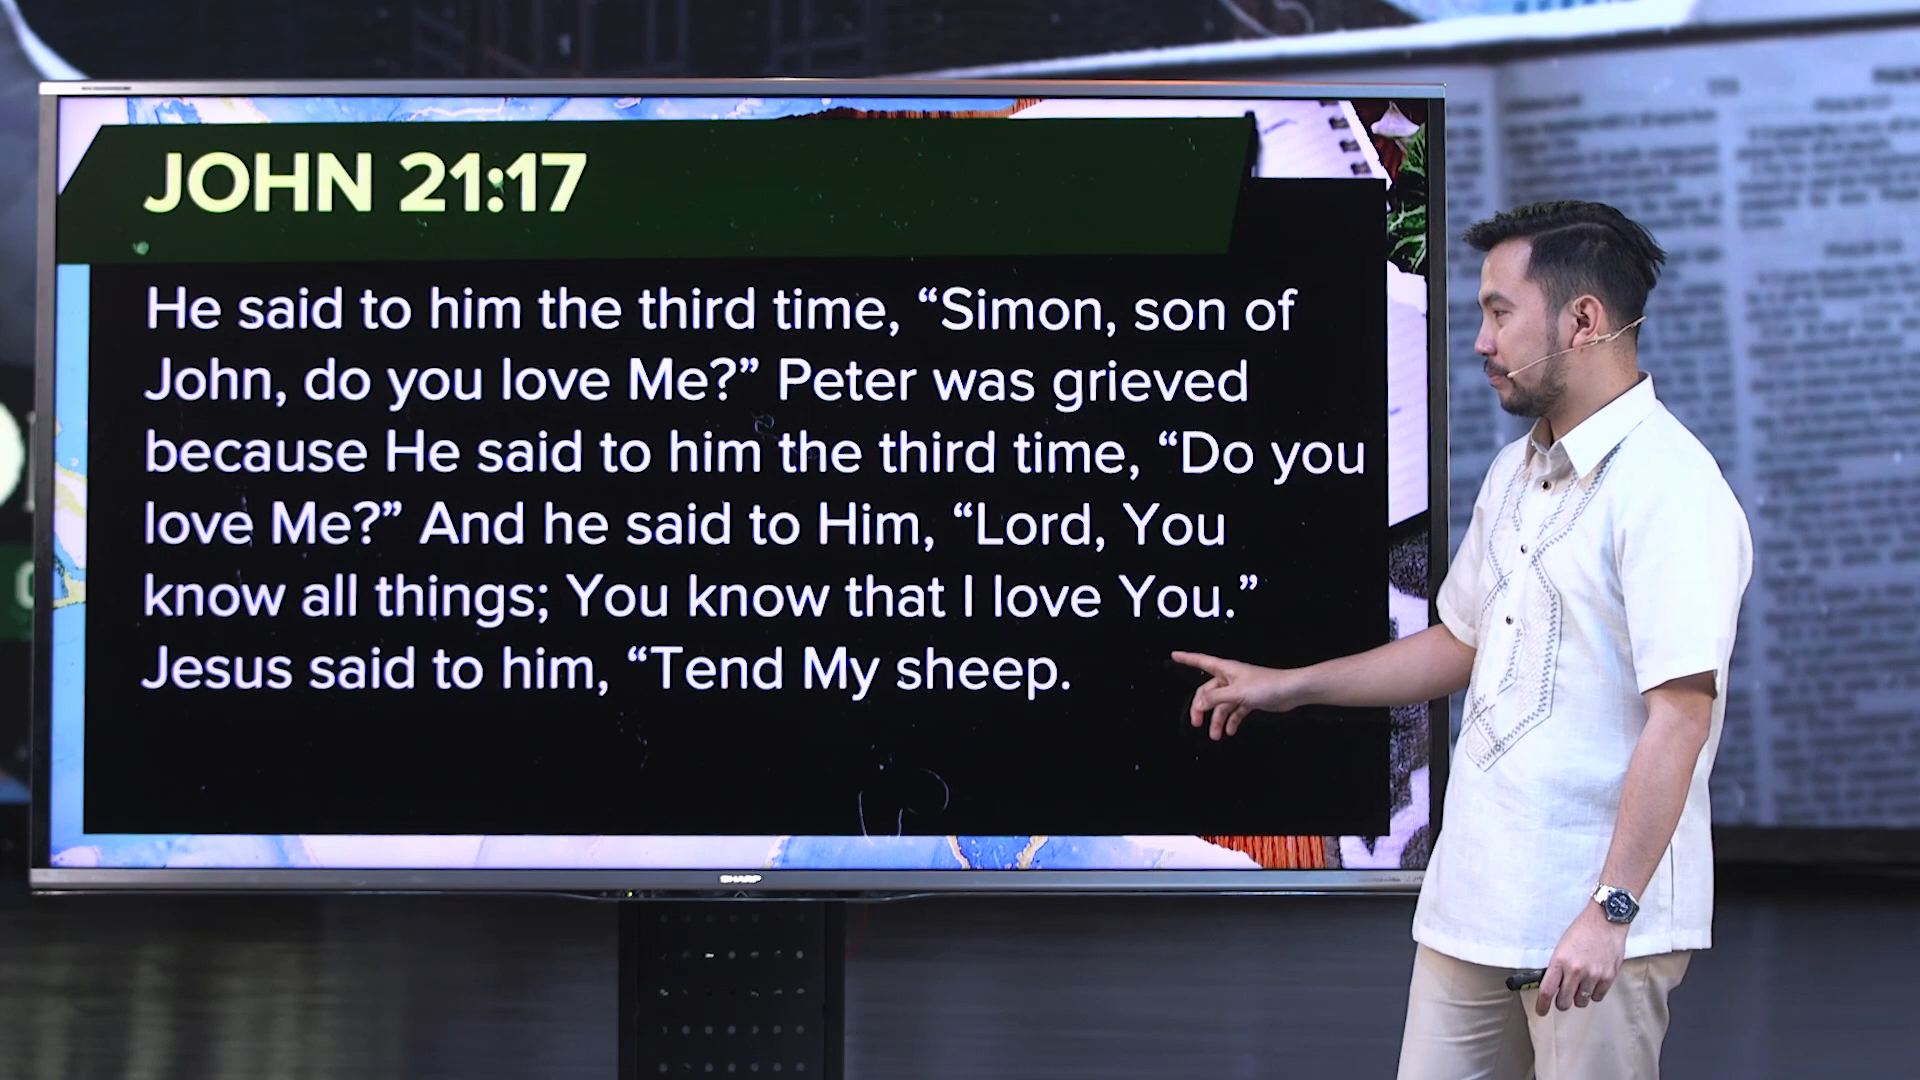 JOHN 21:17
He said to him the third time, “Simon, son of
John, do you love Me?” Peter was grieved
because He said to him the third time, “Do you
love Me?” And he said to Him, “Lord, You
know all things; You know that I love You.”
Jesus said to him, “Tend My sheep.
SHARP